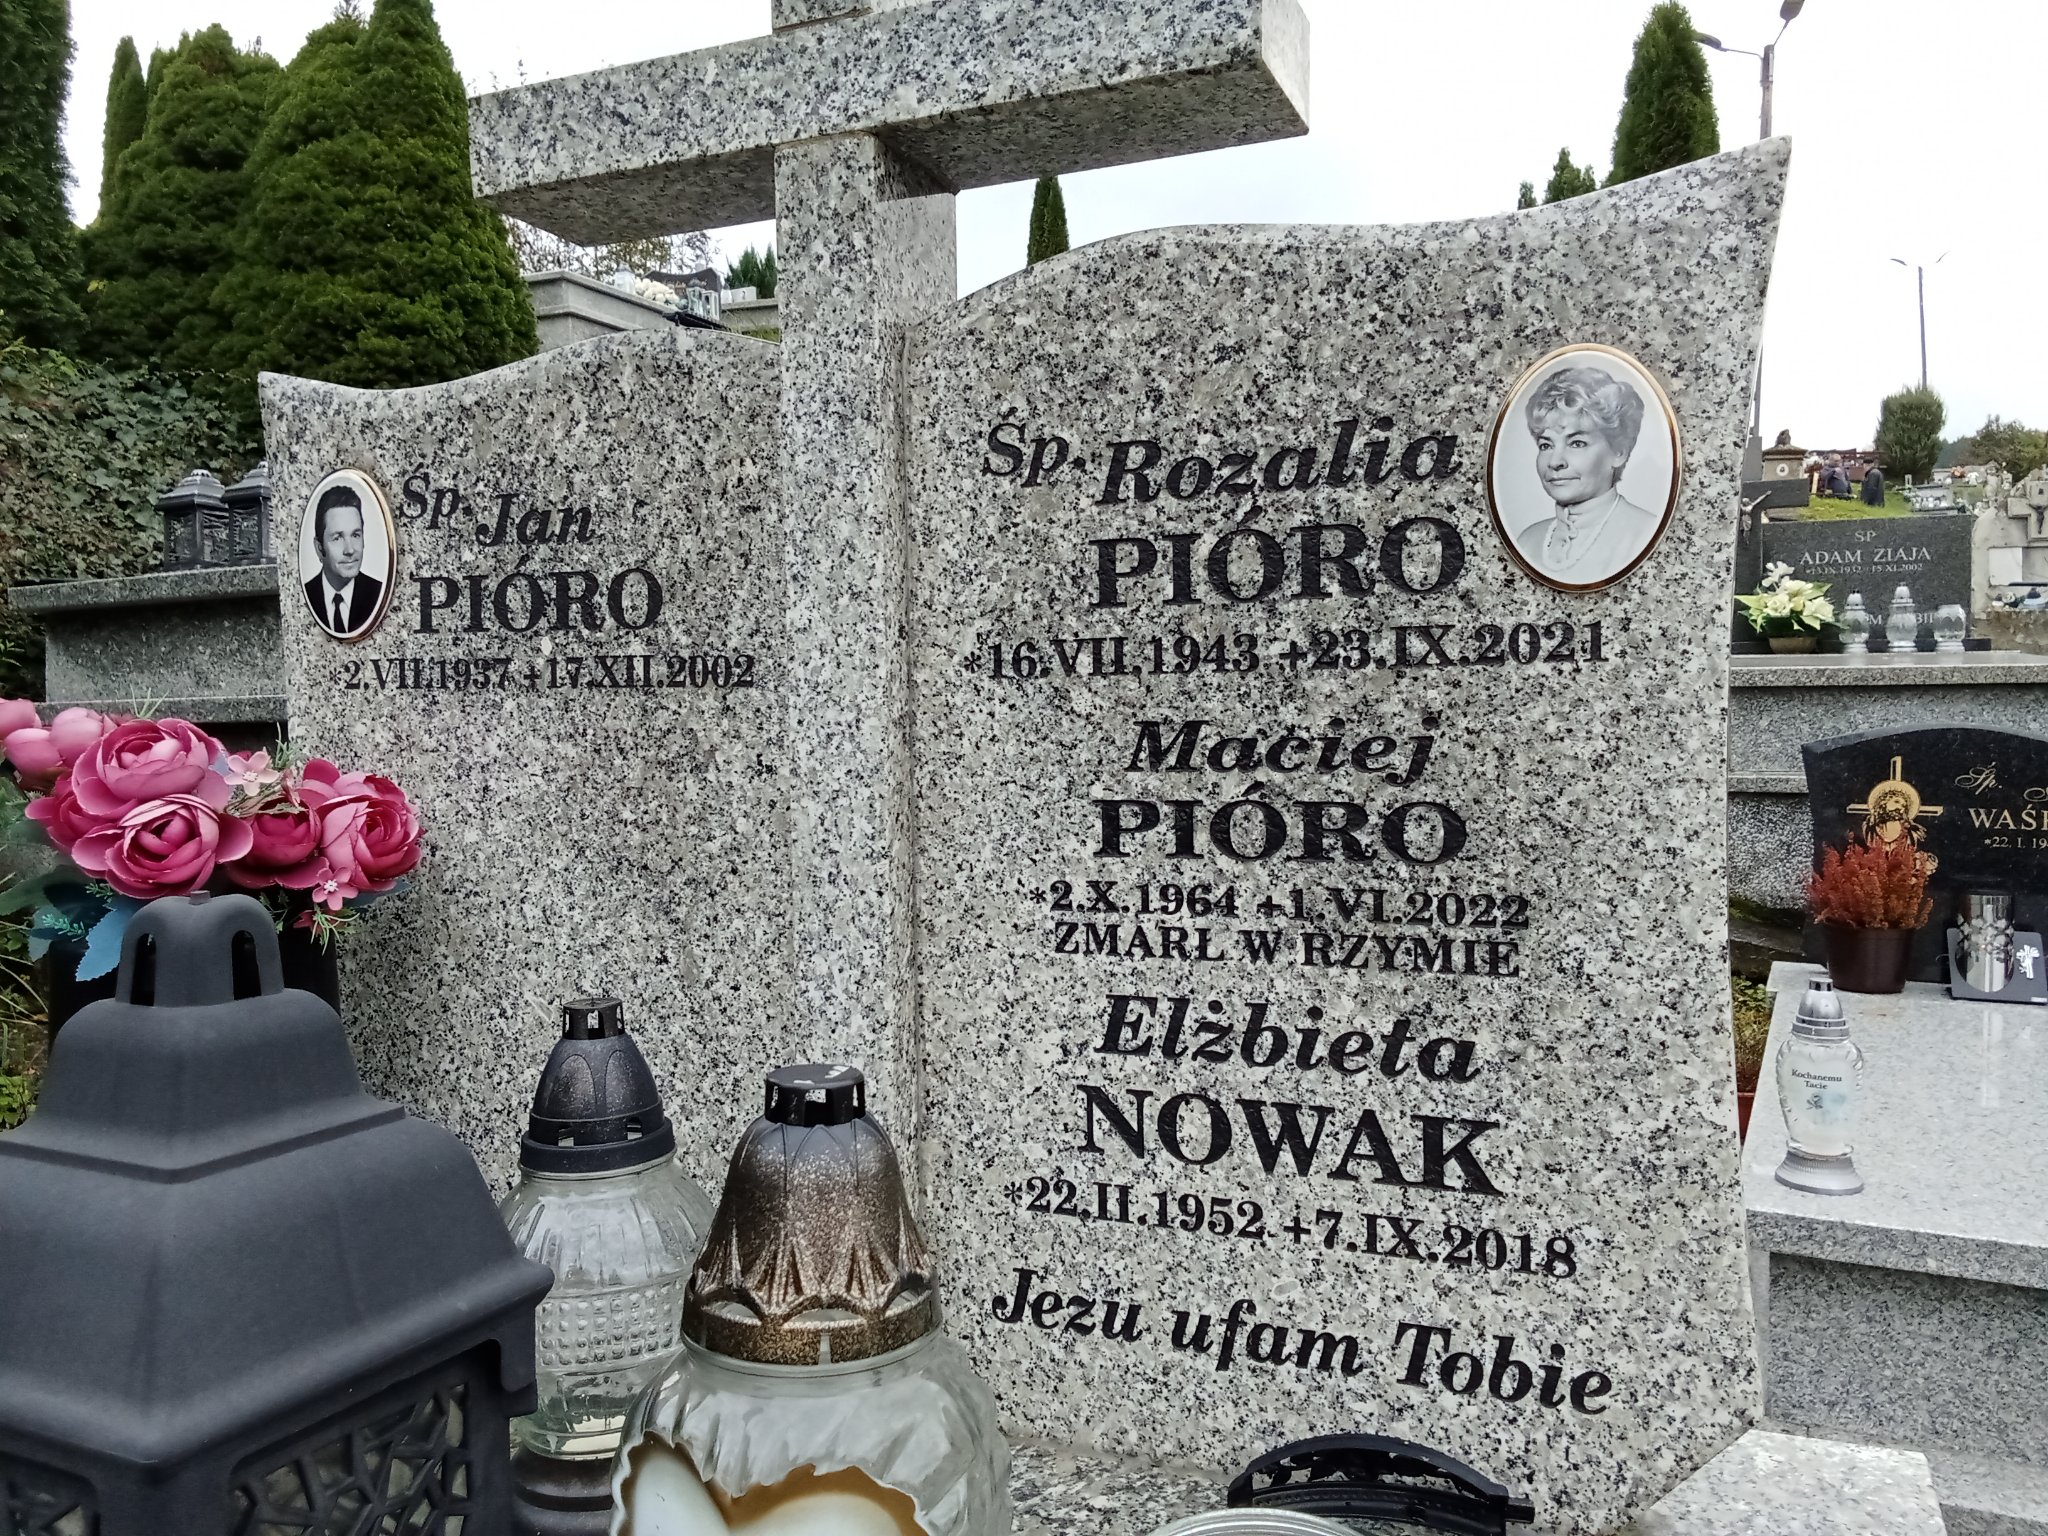 Śp. Jan
PIÓRO
*2.VII.1937 +17.XII.2002
Śp. Rozalia
PIÓRO
*16.VII.1943 +23.IX.2021
Maciej
PIÓRO
*2.X.1964 +1.VI.2022
ZMARŁ W RZYMIE
Elżbieta
NOWAK
*22.II.1952 +7.IX.2018
Jezu ufam Tobie
SP
ADAM ZIAJA
Śp.
*22. I.
Kochanemu
Tacie